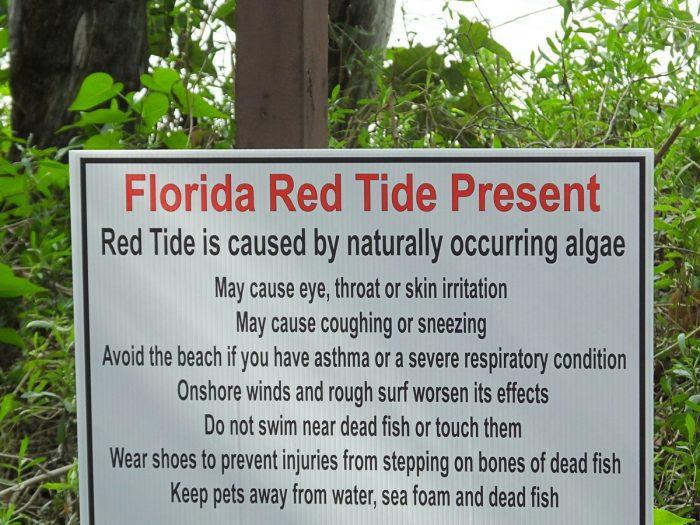 Florida Red Tide Present
Red Tide is caused by naturally occurring algae
May cause eye, throat or skin irritation
May cause coughing or sneezing
Avoid the beach if you have asthma or a severe respiratory condition
Onshore winds and rough surf worsen its effects
Do not swim near dead fish or touch them
Wear shoes to prevent injuries from stepping on bones of dead fish
Keep pets away from water, sea foam and dead fish